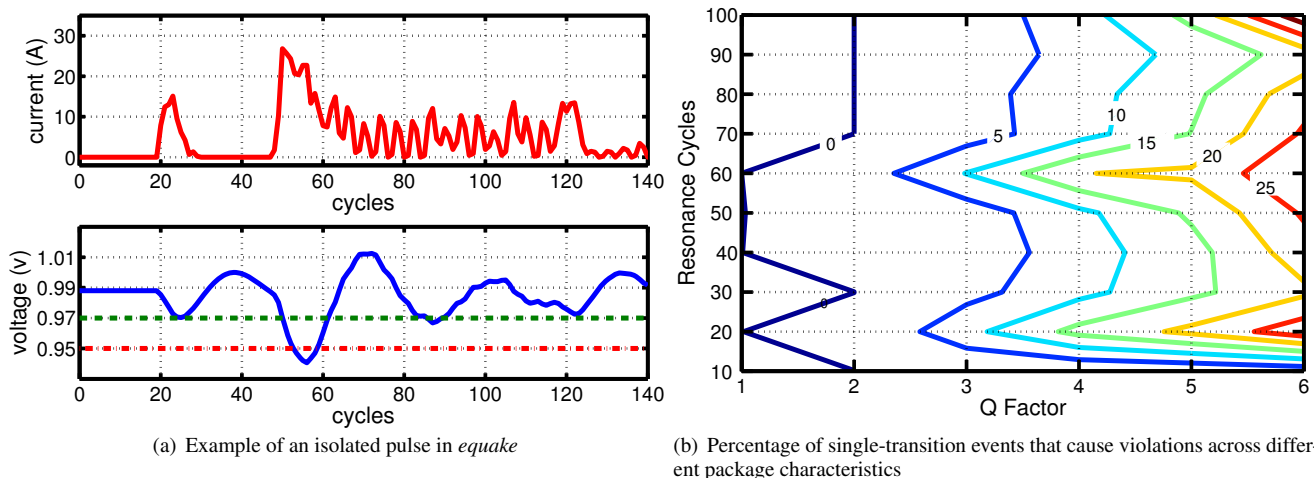 current (A)
30
20
10
0
0 20 40 60 80 100 120 140
cycles
voltage (v)
1.01
0.99
0.97
0.95
0 20 40 60 80 100 120 140
cycles
(a) Example of an isolated pulse in equake
Resonance Cycles
100
90
80
70
60
50
40
30
20
10
0
5
10
15
20
25
0
1 2 3 4 5 6
Q Factor
(b) Percentage of single-transition events that cause violations across differ-
ent package characteristics